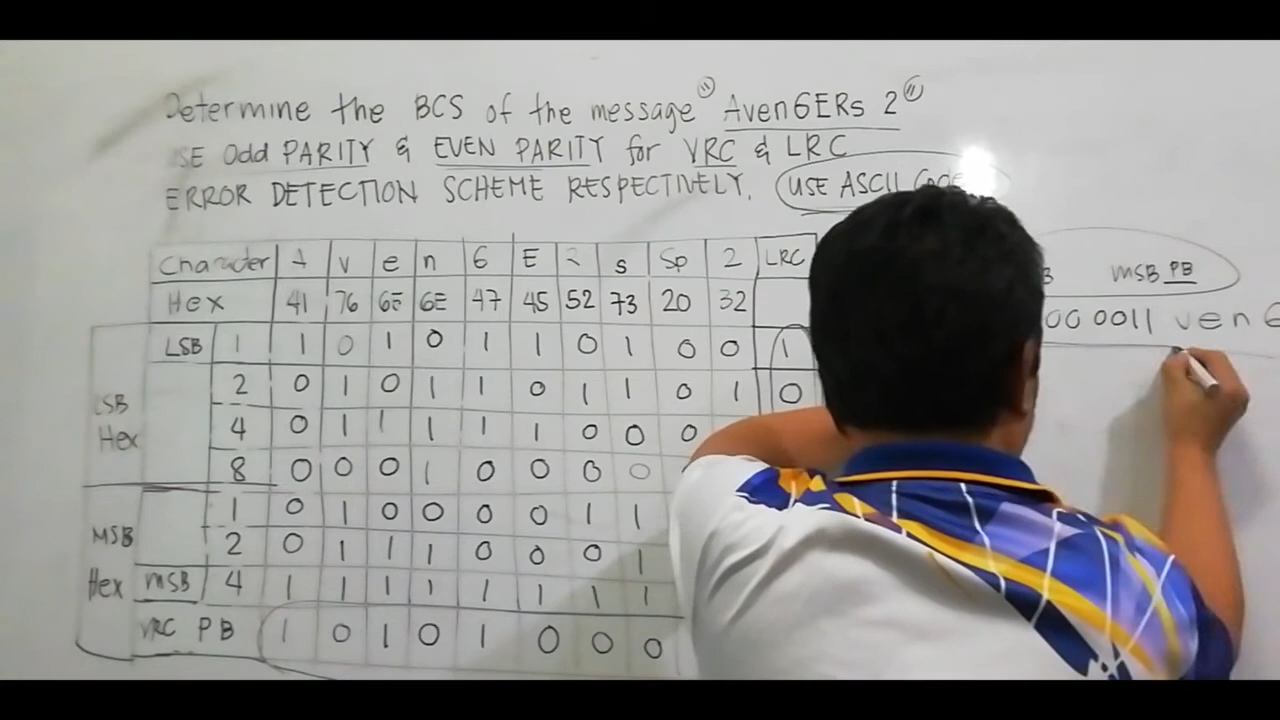 Determine the BCS of the message "Aven6ERs 2"
SE Odd PARITY & EVEN PARITY for VRC & LRC
ERROR DETECTION SCHEME RESPECTIVELY. (USE ASCII Code
Character A v e n G E R s Sp 2 LRC
Hex 41 76 65 6E 47 45 52 73 20 32
LSB 1 1 0 1 0 1 1 0 1 0 0 1
2 0 1 0 1 1 0 1 1 0 1 0
LSB
Hex
4 0 1 1 1 1 1 0 0 0
8 0 0 0 1 0 0 0 0
1 0 1 0 0 0 0 1 1
MSB
2 0 1 1 1 0 0 0 1
Hex MSB 4 1 1 1 1 1 1 1 1
VRC PB 1 0 1 0 1 0 0 0
MSB PB
000011 ven G